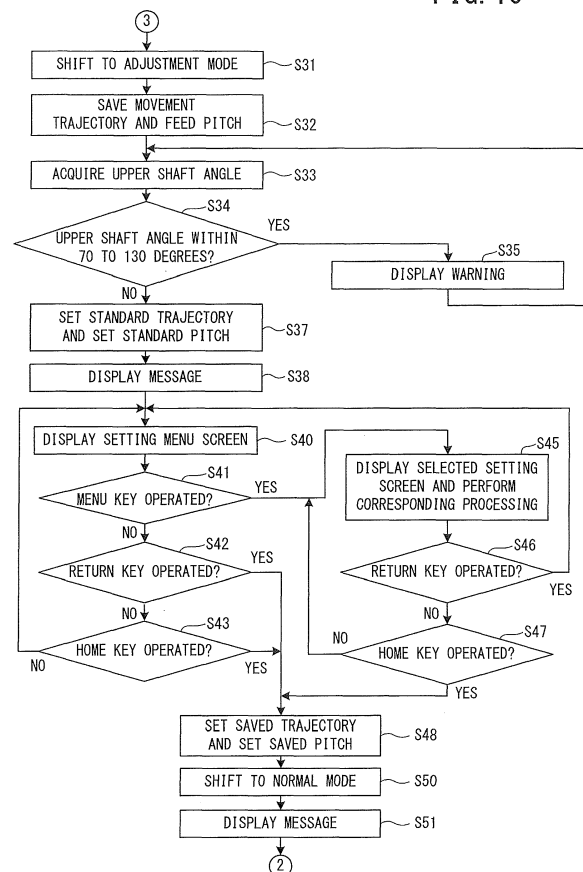 FIG. 10
3
SHIFT TO ADJUSTMENT MODE
S31
SAVE MOVEMENT
TRAJECTORY AND FEED PITCH
S32
ACQUIRE UPPER SHAFT ANGLE
S33
S34
UPPER SHAFT ANGLE WITHIN
70 TO 130 DEGREES?
YES
NO
S35
DISPLAY WARNING
SET STANDARD TRAJECTORY
AND SET STANDARD PITCH
S37
DISPLAY MESSAGE
S38
DISPLAY SETTING MENU SCREEN
S40
S41
MENU KEY OPERATED?
YES
NO
S42
RETURN KEY OPERATED?
YES
NO
S43
HOME KEY OPERATED?
NO
YES
S45
DISPLAY SELECTED SETTING
SCREEN AND PERFORM
CORRESPONDING PROCESSING
S46
RETURN KEY OPERATED?
YES
NO
S47
HOME KEY OPERATED?
NO
YES
SET SAVED TRAJECTORY
AND SET SAVED PITCH
S48
SHIFT TO NORMAL MODE
S50
DISPLAY MESSAGE
S51
2